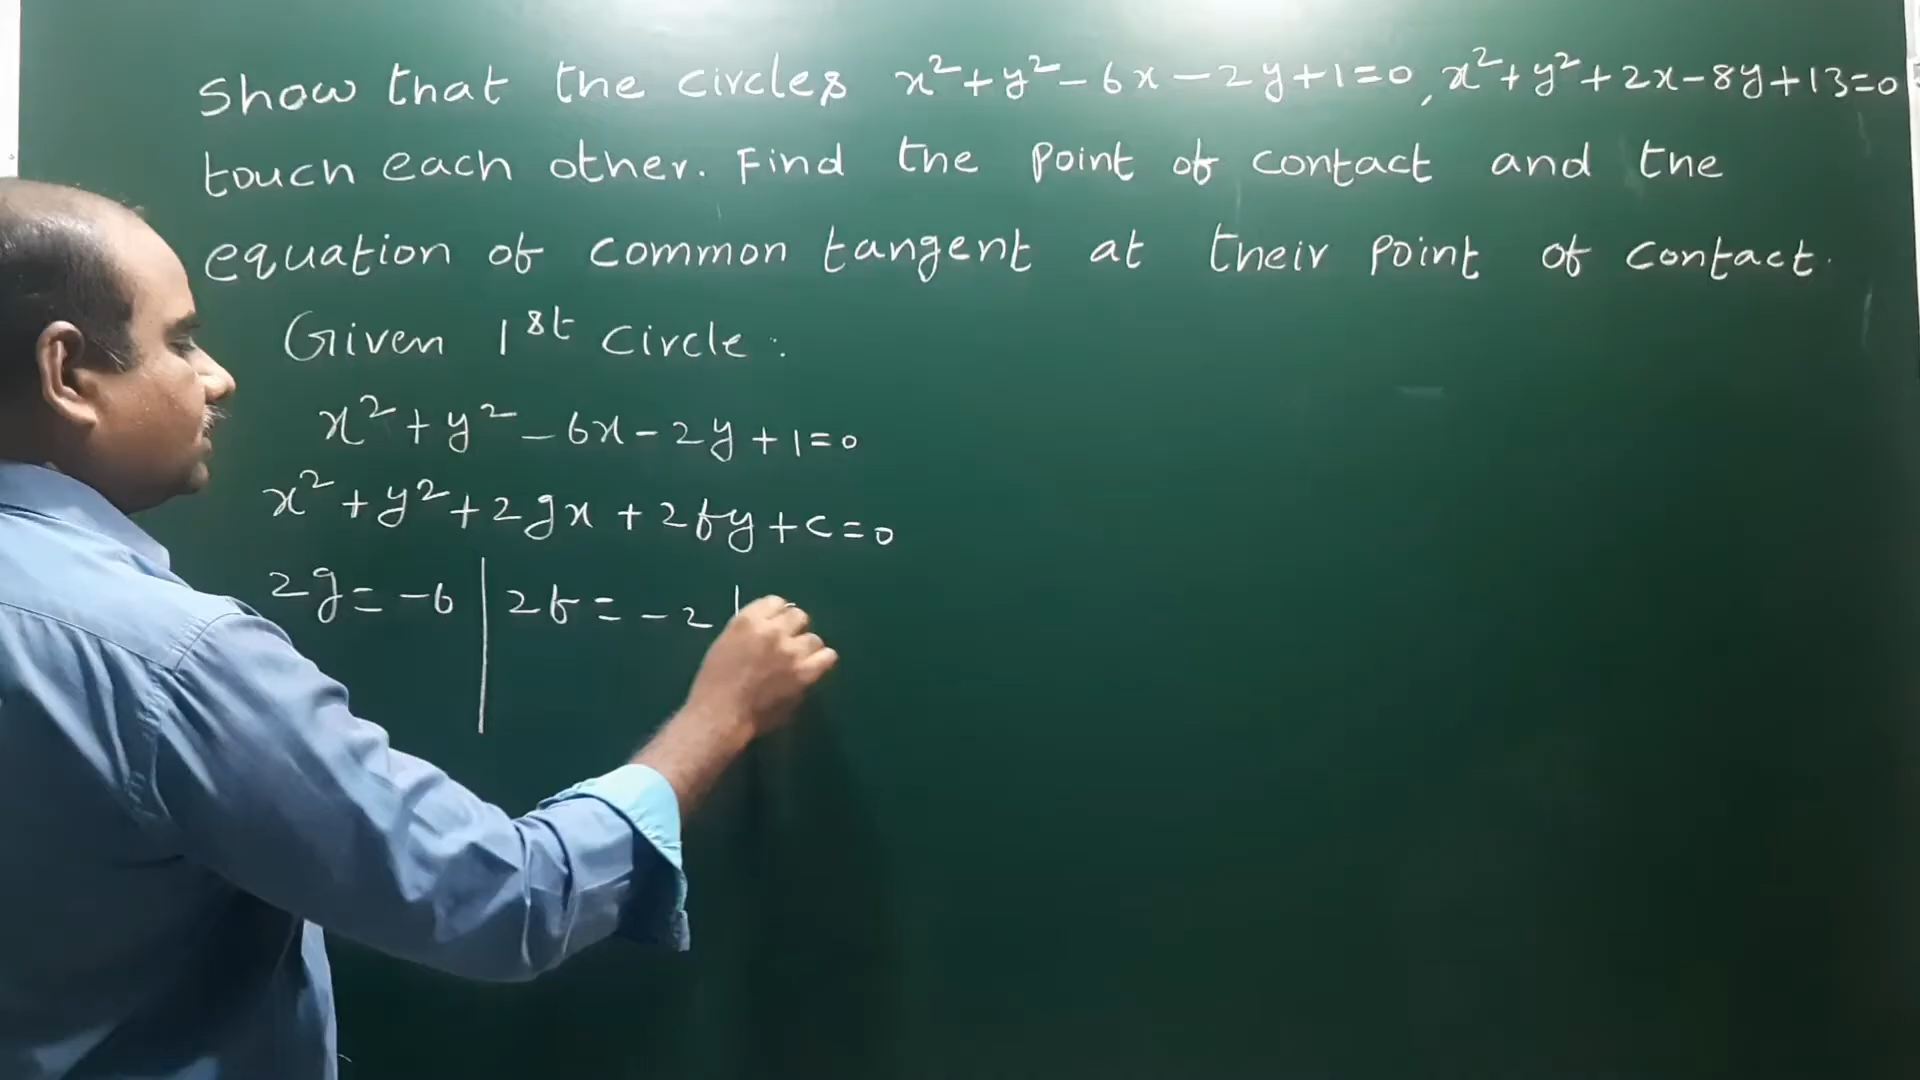 Show that the circles x²+y²-6x-2y+1=0, x²+y²+2x-8y+13=0
touch each other. Find the point of contact and the
equation of common tangent at their point of contact.
Given 1st circle:
x²+y²-6x-2y+1=0
x²+y²+2gx+2fy+c=0
2g=-6 | 2f=-2 |